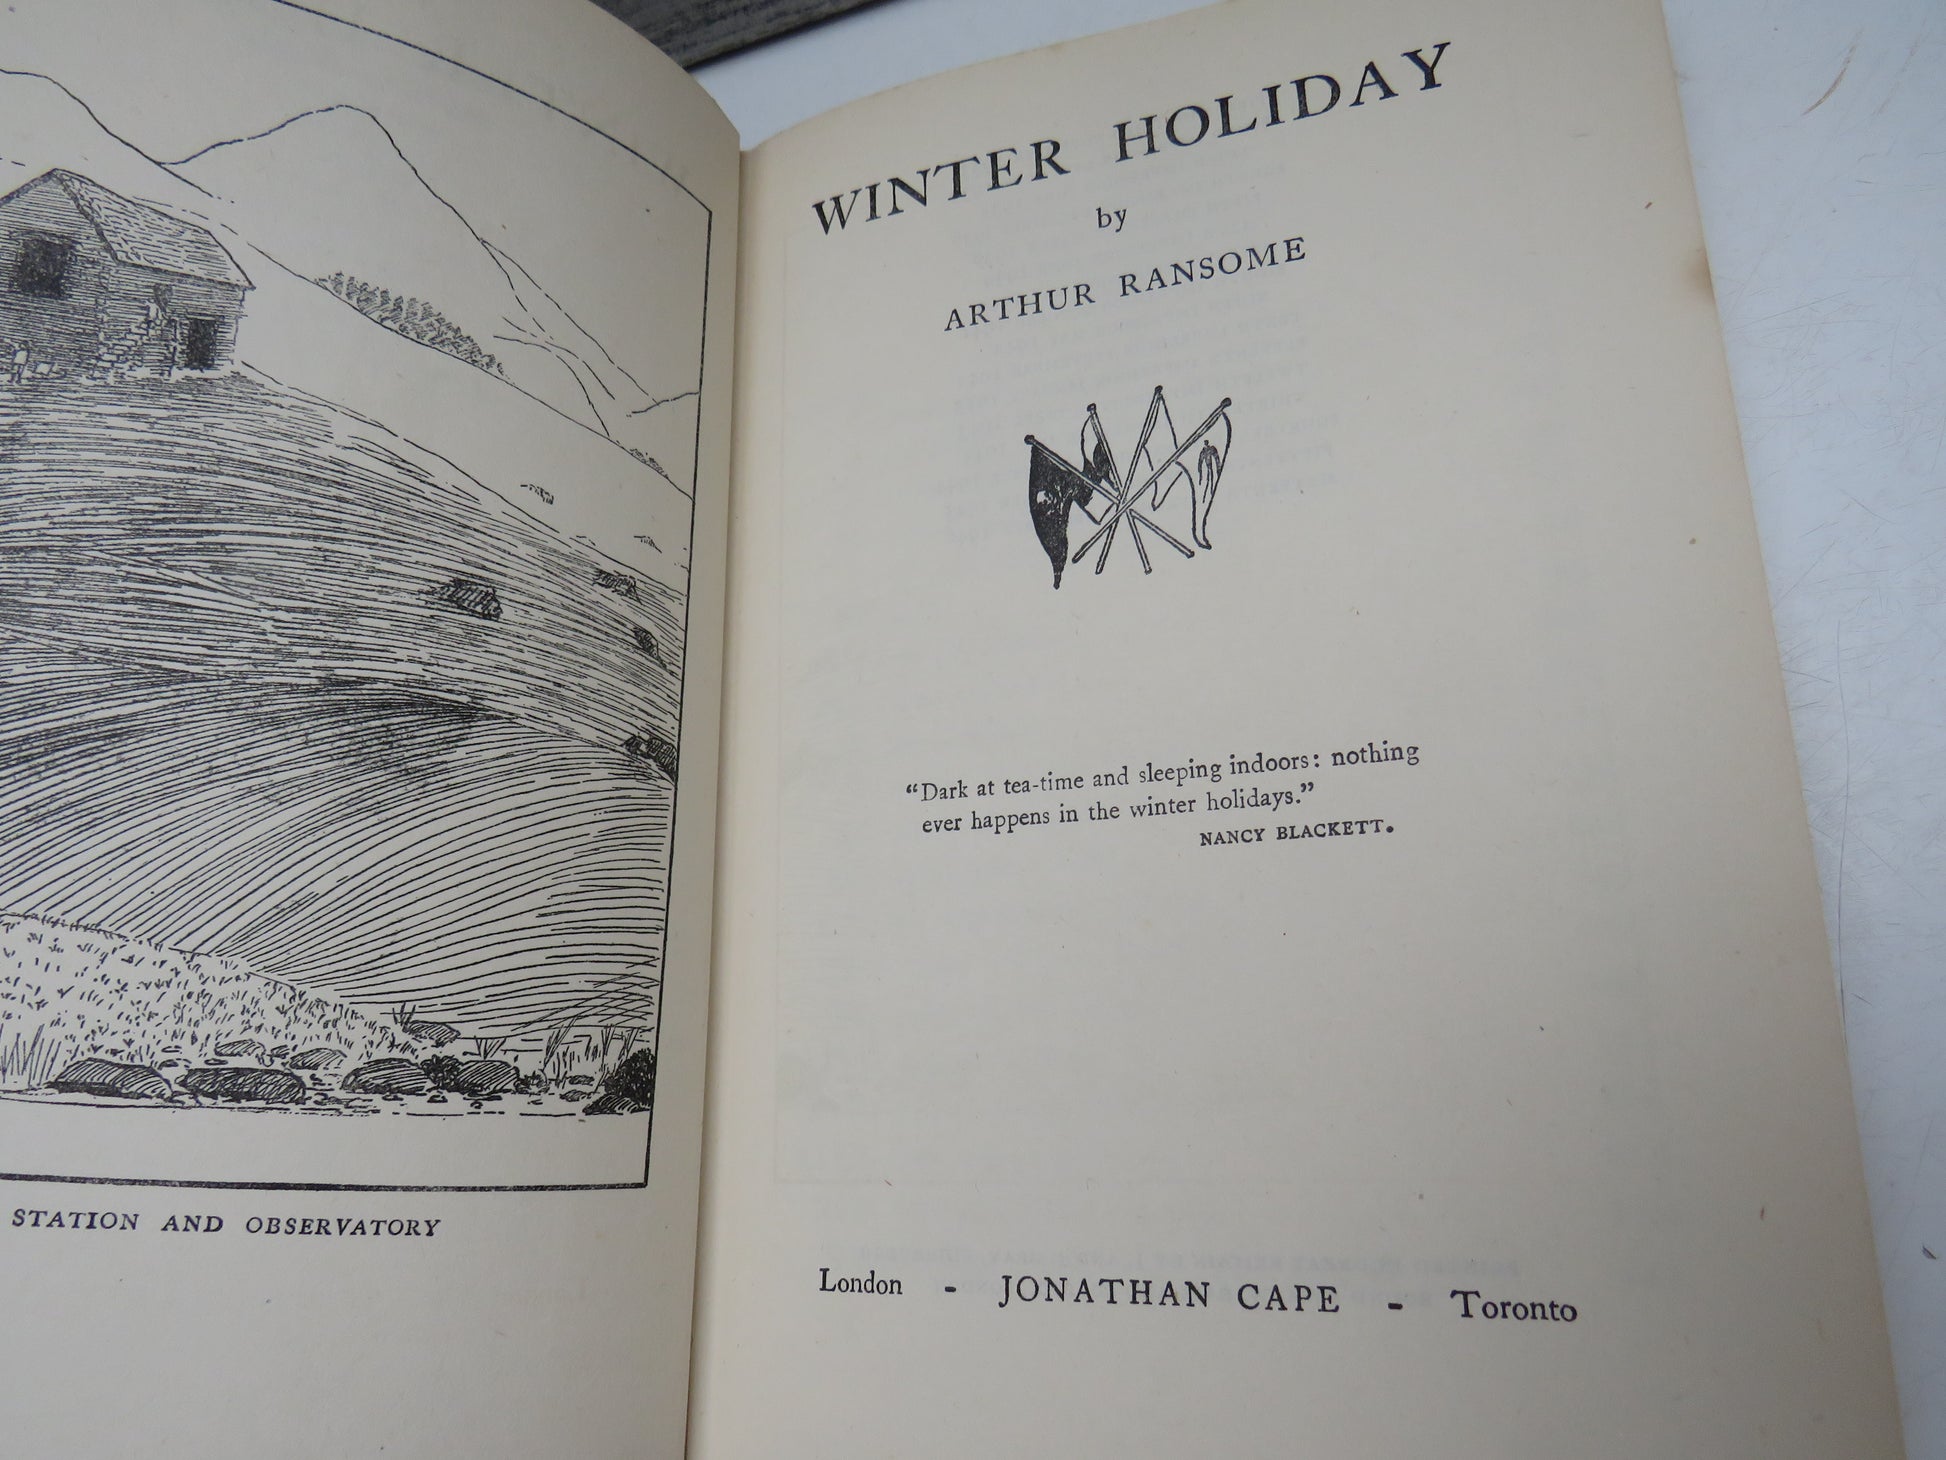 STATION AND OBSERVATORY
WINTER HOLIDAY
by
ARTHUR RANSOME
“Dark at tea-time and sleeping indoors: nothing
ever happens in the winter holidays.”
NANCY BLACKETT.
London - JONATHAN CAPE - Toronto